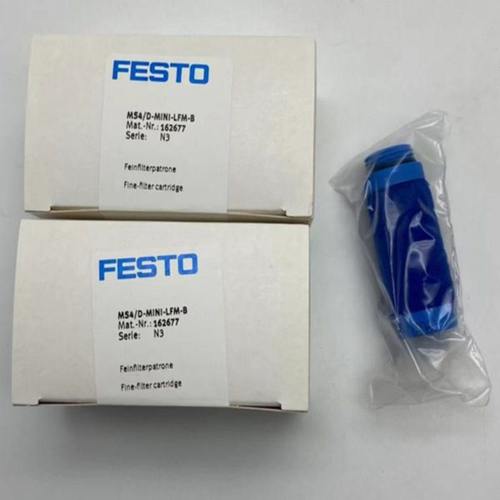 FESTO
MS4/D-MINI-LFM-B
Mat.-Nr.: 162677
Serie: N3
Feinfilterpatrone
Fine-filter cartridge
FESTO
MS4/D-MINI-LFM-B
Mat.-Nr.: 162677
Serie: N3
Feinfilterpatrone
Fine-filter cartridge